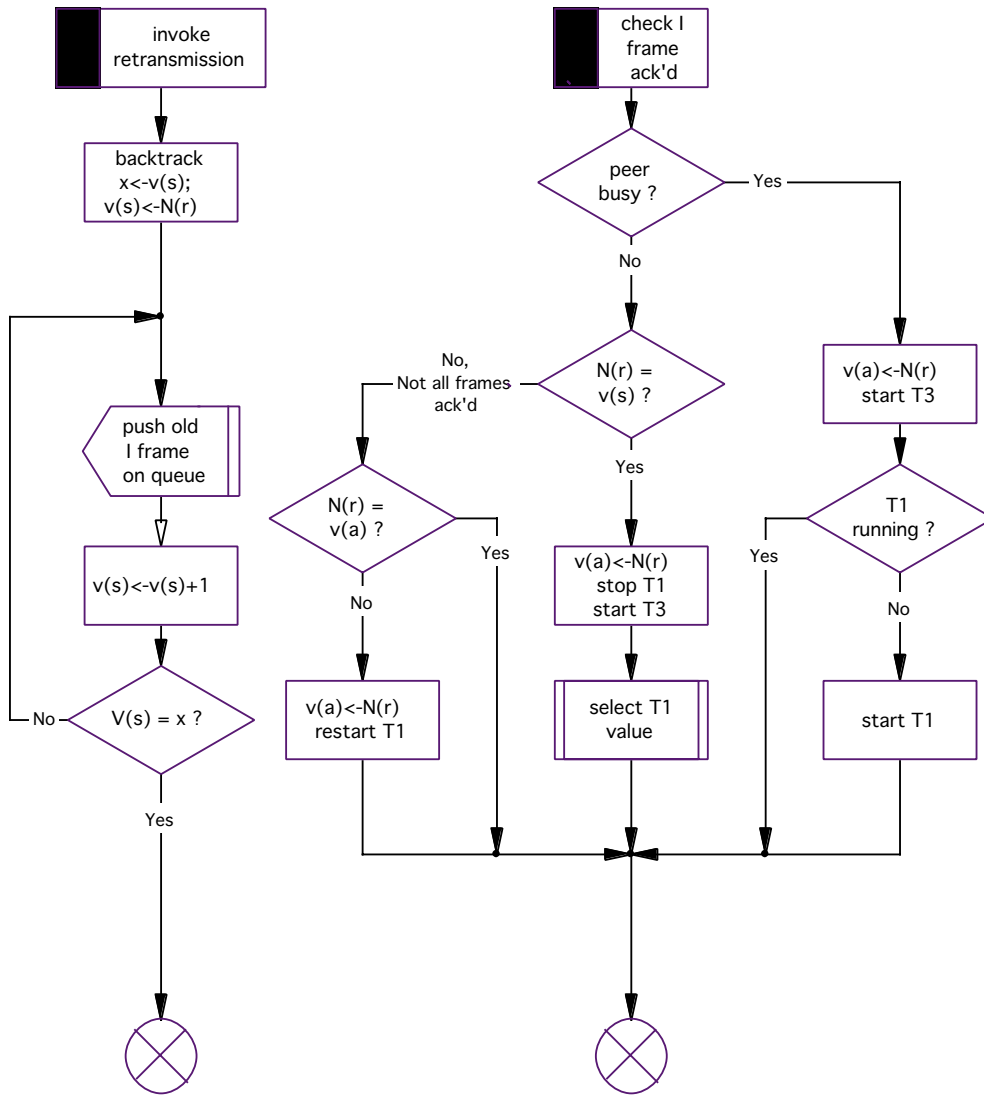 invoke
retransmission
backtrack
x<-v(s);
v(s)<-N(r)
push old
I frame
on queue
v(s)<-v(s)+1
V(s) = x ?
No
Yes
check I
frame
ack'd
peer
busy ?
Yes
No
N(r) =
v(s) ?
No,
Not all frames
ack'd
Yes
N(r) =
v(a) ?
Yes
No
v(a)<-N(r)
restart T1
v(a)<-N(r)
stop T1
start T3
select T1
value
v(a)<-N(r)
start T3
T1
running ?
Yes
No
start T1